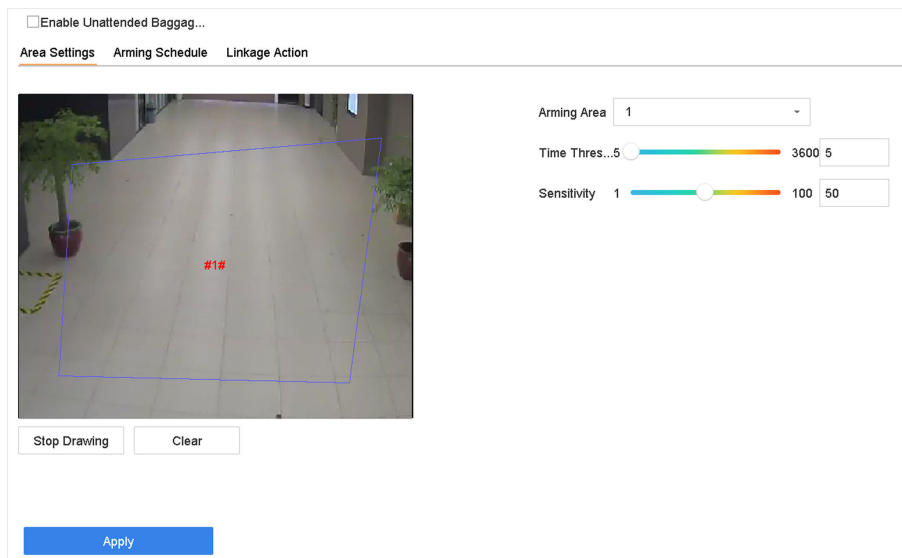 Enable Unattended Baggag...
Area Settings Arming Schedule Linkage Action
Arming Area 1
Time Thres... 5 3600 5
Sensitivity 1 100 50
#1#
Stop Drawing Clear
Apply